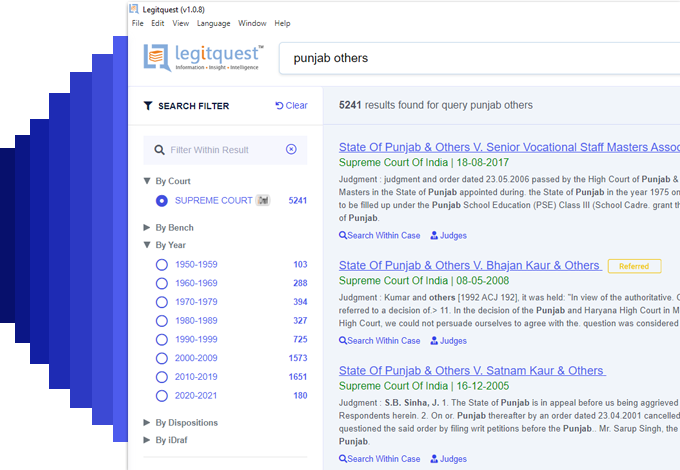 Legitquest (v1.0.8)
File Edit View Language Window Help
legitquest™
Information • Insight • Intelligence
punjab others
SEARCH FILTER Clear
Filter Within Result
By Court
SUPREME COURT 5241
By Bench
By Year
1950-1959 103
1960-1969 288
1970-1979 394
1980-1989 327
1990-1999 725
2000-2009 1573
2010-2019 1651
2020-2021 180
By Dispositions
By iDraf
5241 results found for query punjab others
State Of Punjab & Others V. Senior Vocational Staff Masters Assoc
Supreme Court Of India | 18-08-2017
Judgment : judgment and order dated 23.05.2006 passed by the High Court of Punjab &
Masters in the State of Punjab appointed during. the State of Punjab in the year 1975 on
to be filled up under the Punjab School Education (PSE) Class III (School Cadre. grant th
of Punjab.
Search Within Case Judges
State Of Punjab & Others V. Bhajan Kaur & Others Referred
Supreme Court Of India | 08-05-2008
Judgment : Kumar and others [1992 ACJ 192], it was held: "In view of the authoritative. C
referred to a decision of.> 11. In the decision of the Punjab and Haryana High Court in M
High Court, we could not persuade ourselves to agree with the. question was considered
Search Within Case Judges
State Of Punjab & Others V. Satnam Kaur & Others
Supreme Court Of India | 16-12-2005
Judgment : S.B. Sinha, J. 1. The State of Punjab is in appeal before us being aggrieved
Respondents herein. 2. On or. Punjab thereafter by an order dated 23.04.2001 cancelled
questioned the said order by filing writ petitions before the Punjab.. Mr. Sarup Singh, the
Punjab.
Search Within Case Judges